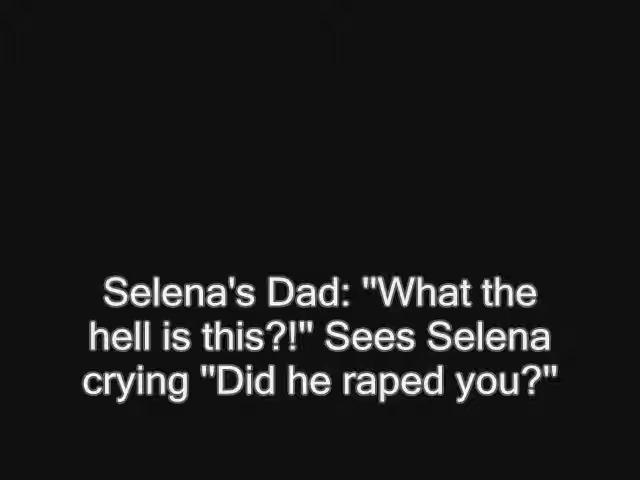 Selena's Dad: "What the
hell is this?!" Sees Selena
crying "Did he raped you?"